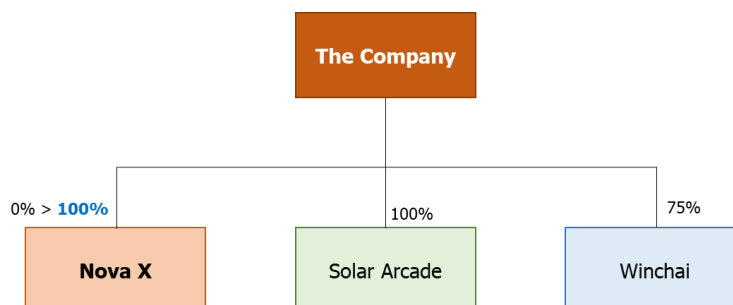 The Company
0% > 100%
100%
75%
Nova X
Solar Arcade
Winchai